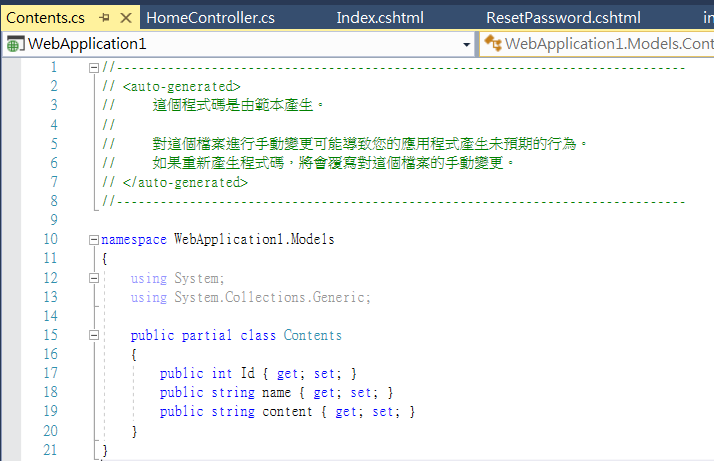 Contents.cs HomeController.cs Index.cshtml ResetPassword.cshtml in
WebApplication1 WebApplication1.Models.Cont
1 //------------------------------------------------------------------------------
2 // <auto-generated>
3 //     這個程式碼是由範本產生。
4 //
5 //     對這個檔案進行手動變更可能導致您的應用程式產生未預期的行為。
6 //     如果重新產生程式碼，將會覆寫對這個檔案的手動變更。
7 // </auto-generated>
8 //------------------------------------------------------------------------------
9
10 namespace WebApplication1.Models
11 {
12     using System;
13     using System.Collections.Generic;
14
15     public partial class Contents
16     {
17         public int Id { get; set; }
18         public string name { get; set; }
19         public string content { get; set; }
20     }
21 }